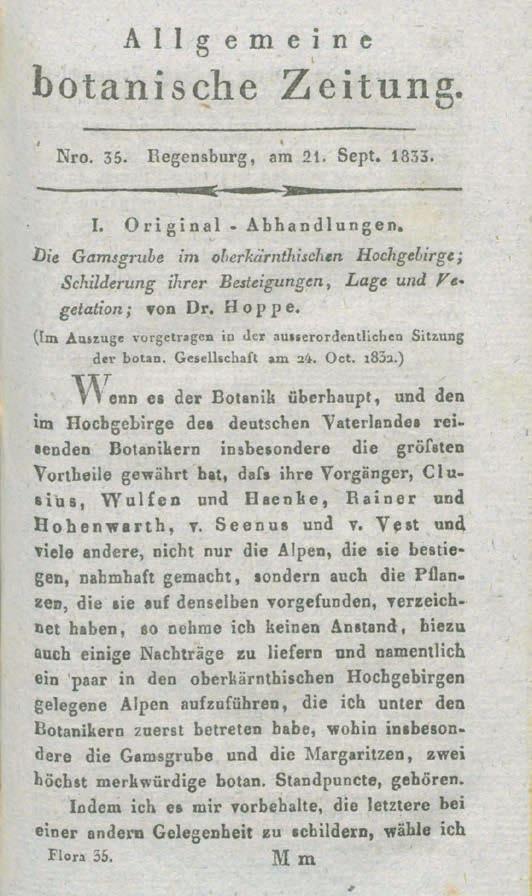 Allgemeine
botanische Zeitung.
Nro. 35. Regensburg, am 21. Sept. 1833.
I. Original-Abhandlungen.
Die Gamsgrube im oberkärnthischen Hochgebirge;
Schilderung ihrer Besteigungen, Lage und Ve-
getation; von Dr. Hoppe.
(Im Auszuge vorgetragen in der ausserordentlichen Sitzung
der botan. Gesellschaft am 24. Oct. 1832.)
Wenn es der Botanik überhaupt, und den
im Hochgebirge des deutschen Vaterlandes rei-
senden Botanikern insbesondere die größten
Vortheile gewährt hat, daß ihre Vorgänger, Clu-
sius, Wulfen und Haenke, Rainer und
Hohenwarth, v. Seenus und v. Vest und
viele andere, nicht nur die Alpen, die sie bestie-
gen, nahmhaft gemacht, sondern auch die Pflan-
zen, die sie auf denselben vorgefunden, verzeich-
net haben, so nehme ich keinen Anstand, hiezu
auch einige Nachträge zu liefern und namentlich
ein paar in den oberkärnthischen Hochgebirgen
gelegene Alpen aufzuführen, die ich unter den
Botanikern zuerst betreten habe, wohin insbeson-
dere die Gamsgrube und die Margaritzen, zwei
höchst merkwürdige botan. Standpuncte, gehören.
Indem ich es mir vorbehalte, die letztere bei
einer andern Gelegenheit zu schildern, wähle ich
Flora 35. M m